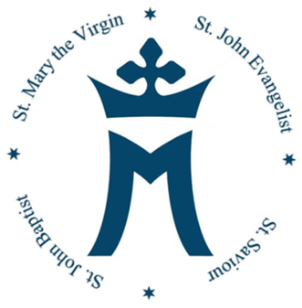 St. Mary the Virgin
St. John Evangelist
St. Saviour
St. John Baptist
M